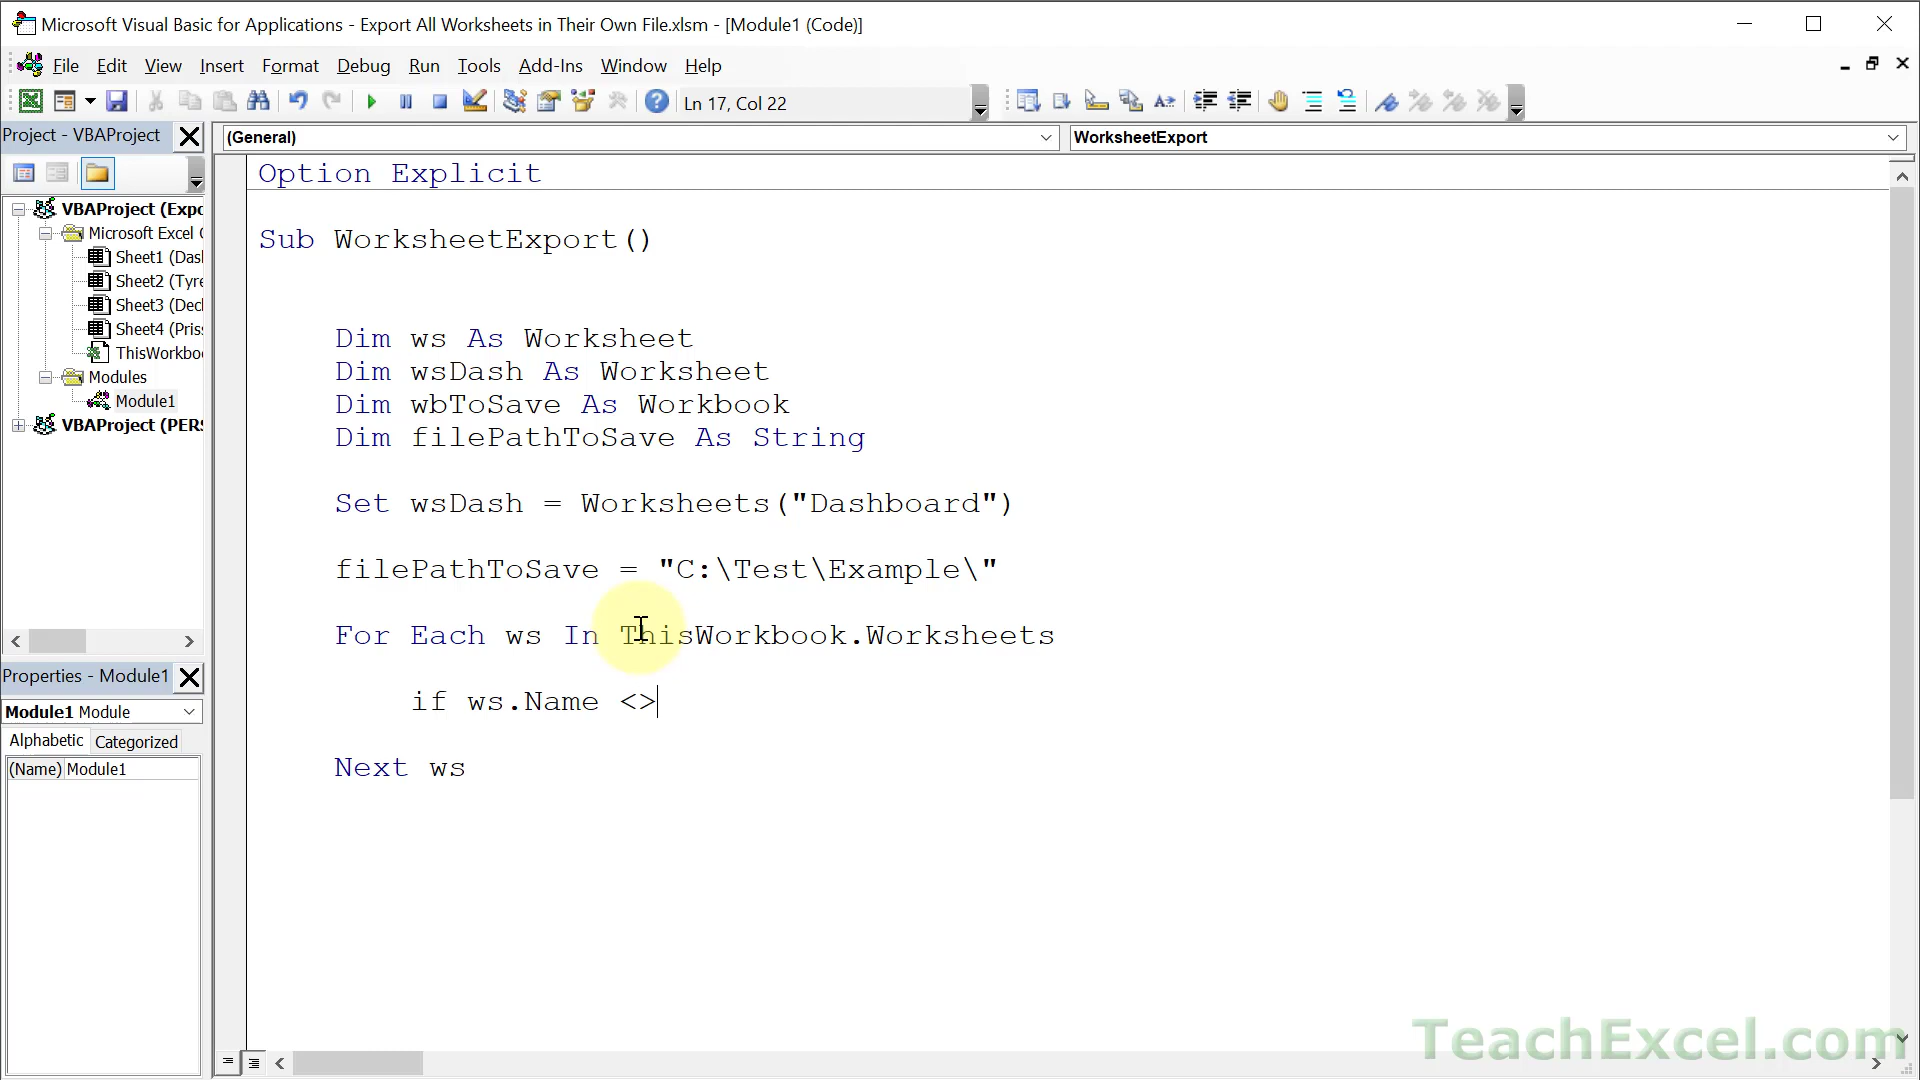 Microsoft Visual Basic for Applications - Export All Worksheets in Their Own File.xlsm - [Module1 (Code)]
File Edit View Insert Format Debug Run Tools Add-Ins Window Help
Ln 17, Col 22
Project - VBAProject
(General)
WorksheetExport
VBAProject (Expo
Microsoft Excel O
Sheet1 (Das
Sheet2 (Tyre
Sheet3 (Decl
Sheet4 (Priss
ThisWorkboo
Modules
Module1
VBAProject (PERS
Properties - Module1
Module1 Module
Alphabetic Categorized
(Name) Module1
Option Explicit
Sub WorksheetExport()
Dim ws As Worksheet
Dim wsDash As Worksheet
Dim wbToSave As Workbook
Dim filePathToSave As String
Set wsDash = Worksheets("Dashboard")
filePathToSave = "C:\Test\Example\"
For Each ws In ThisWorkbook.Worksheets
if ws.Name <>
Next ws
TeachExcel.com